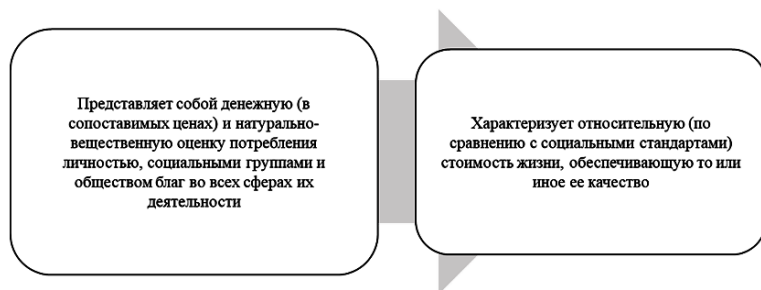 Представляет собой денежную (в
сопоставимых ценах) и натурально-
вещественную оценку потребления
личностью, социальными группами и
обществом благ во всех сферах их
деятельности
Характеризует относительную (по
сравнению с социальными стандартами)
стоимость жизни, обеспечивающую то или
иное ее качество